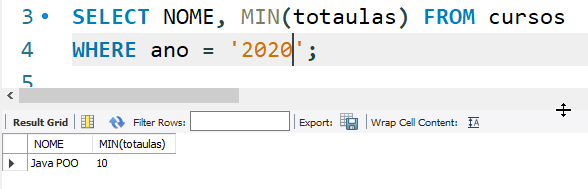 3 SELECT NOME, MIN(totaulas) FROM cursos
4 WHERE ano = '2020';
5
Result Grid Filter Rows: Export: Wrap Cell Content:
NOME MIN(totaulas)
Java POO 10